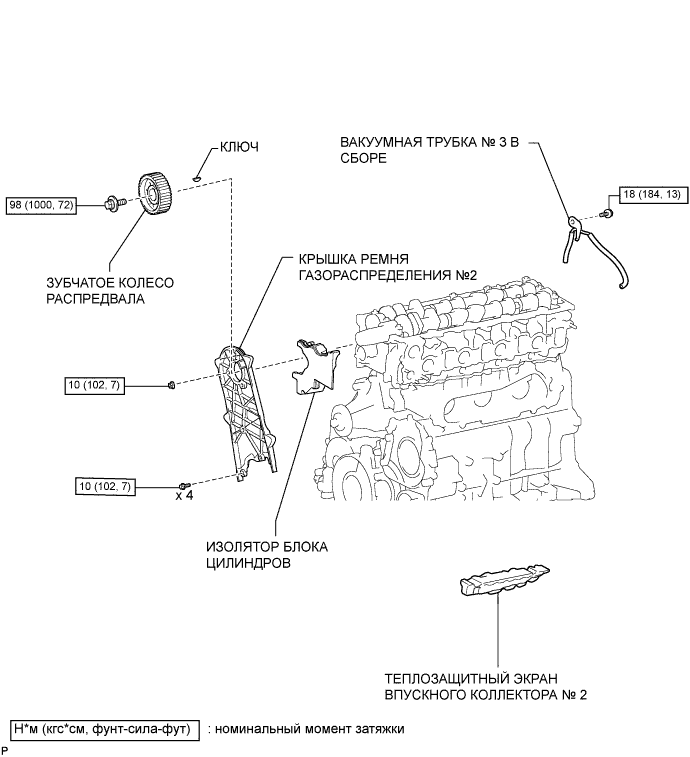 КЛЮЧ
ВАКУУМНАЯ ТРУБКА № 3 В
СБОРЕ
98 (1000, 72)
18 (184, 13)
ЗУБЧАТОЕ КОЛЕСО
РАСПРЕДВАЛА
КРЫШКА РЕМНЯ
ГАЗОРАСПРЕДЕЛЕНИЯ №2
10 (102, 7)
10 (102, 7)
x 4
ИЗОЛЯТОР БЛОКА
ЦИЛИНДРОВ
ТЕПЛОЗАЩИТНЫЙ ЭКРАН
ВПУСКНОГО КОЛЛЕКТОРА № 2
Н*м (кгс*см, фунт-сила-фут) : номинальный момент затяжки
P